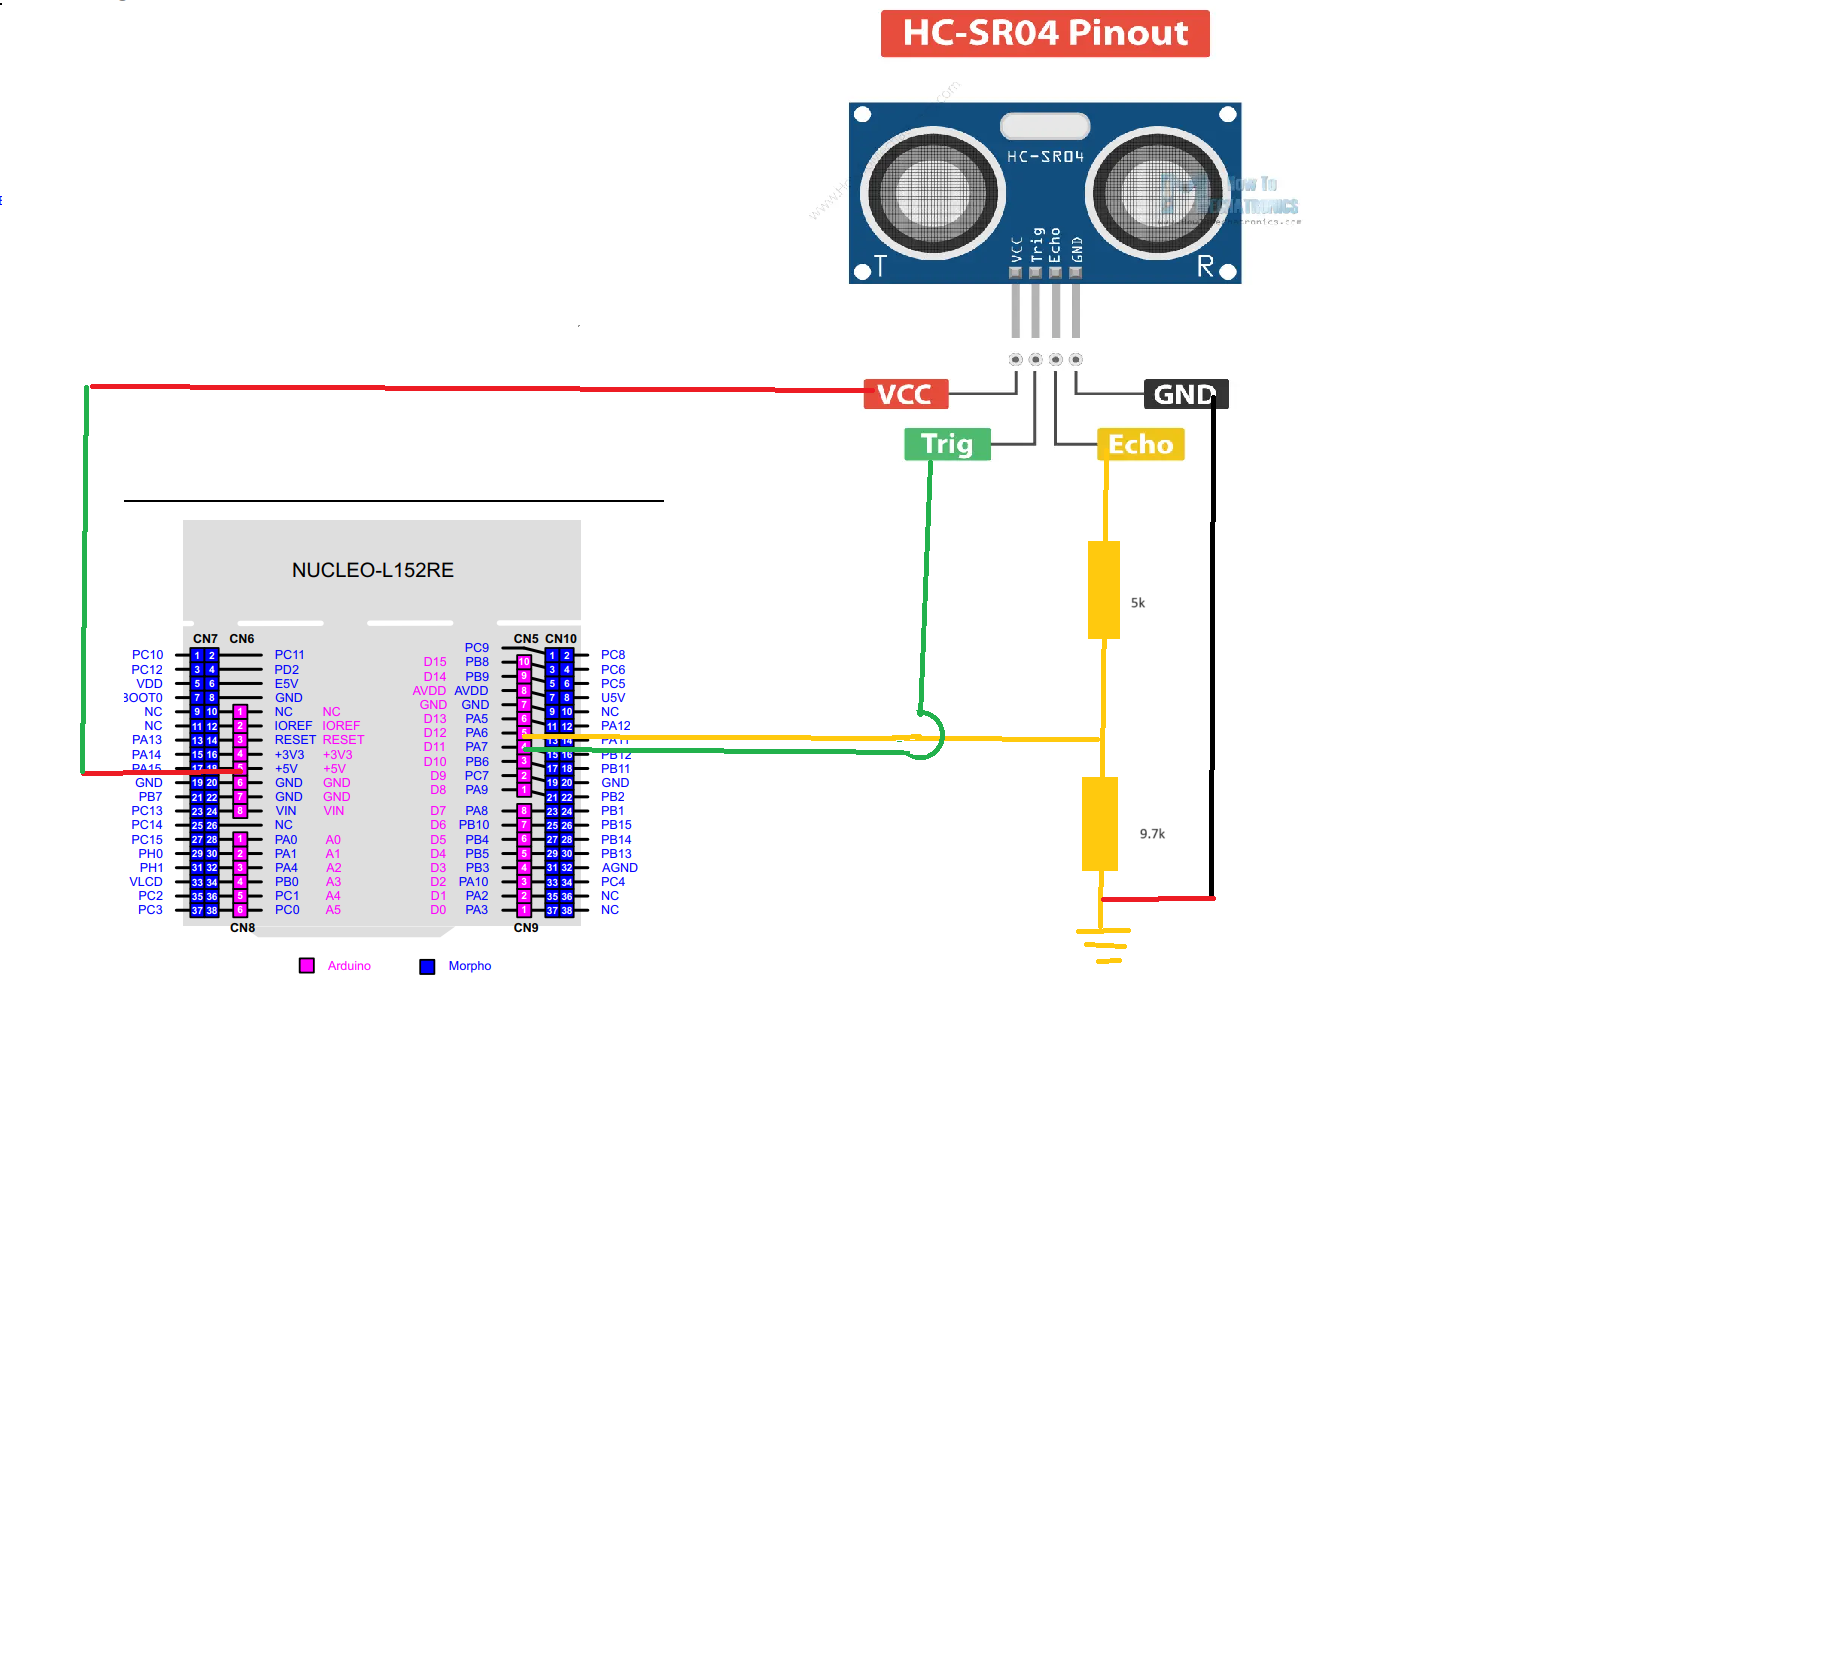 HC-SR04 Pinout
HC-SR04
How To
MECHATRONICS
VCC Trig Echo GND
T R
VCC GND
Trig Echo
5k
9.7k
NUCLEO-L152RE
CN7 CN6 CN5 CN10
PC9
PC10 1 2 PC11 D15 PB8 10 1 2 PC8
PC12 3 4 PD2 D14 PB9 9 3 4 PC6
VDD 5 6 E5V AVDD AVDD 8 5 6 PC5
BOOT0 7 8 GND GND GND 7 7 8 U5V
NC 9 10 1 NC NC D13 PA5 6 9 10 NC
NC 11 12 2 IOREF IOREF D12 PA6 5 11 12 PA12
PA13 13 14 3 RESET RESET D11 PA7 4 13 14 PA11
PA14 15 16 4 +3V3 +3V3 D10 PB6 3 15 16 PB12
PA15 17 18 5 +5V +5V D9 PC7 2 17 18 PB11
GND 19 20 6 GND GND D8 PA9 1 19 20 GND
PB7 21 22 7 GND GND 21 22 PB2
PC13 23 24 8 VIN VIN D7 PA8 8 23 24 PB1
PC14 25 26 NC D6 PB10 7 25 26 PB15
PC15 27 28 1 PA0 A0 D5 PB4 6 27 28 PB14
PH0 29 30 2 PA1 A1 D4 PB5 5 29 30 PB13
PH1 31 32 3 PA4 A2 D3 PB3 4 31 32 AGND
VLCD 33 34 4 PB0 A3 D2 PA10 3 33 34 PC4
PC2 35 36 5 PC1 A4 D1 PA2 2 35 36 NC
PC3 37 38 6 PC0 A5 D0 PA3 1 37 38 NC
CN8 CN9
Arduino Morpho